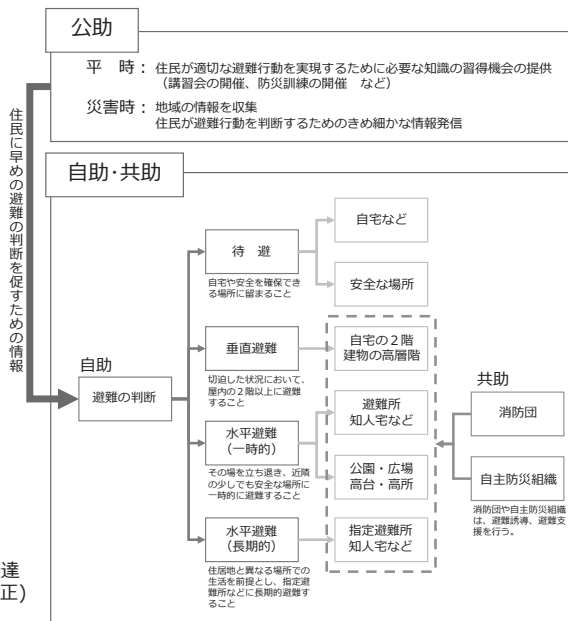 公助
平　時： 住民が適切な避難行動を実現するために必要な知識の習得機会の提供
（講習会の開催、防災訓練の開催　など）
災害時： 地域の情報を収集
住民が避難行動を判断するためのきめ細かな情報発信
住民に早めの避難の判断を促すための情報
自助・共助
自助
避難の判断
待　避
自宅や安全を確保でき
る場所に留まること
自宅など
安全な場所
垂直避難
切迫した状況において、
屋内の２階以上に避難
すること
自宅の２階
建物の高層階
水平避難
（一時的）
その場を立ち退き、近隣
の少しでも安全な場所に
一時的に避難すること
避難所
知人宅など
公園・広場
高台・高所
水平避難
（長期的）
住居地と異なる場所での
生活を前提とし、指定避
難所などに長期的避難す
ること
指定避難所
知人宅など
共助
消防団
自主防災組織
消防団や自主防災組織
は、避難誘導、避難支
援を行う。
達
正)